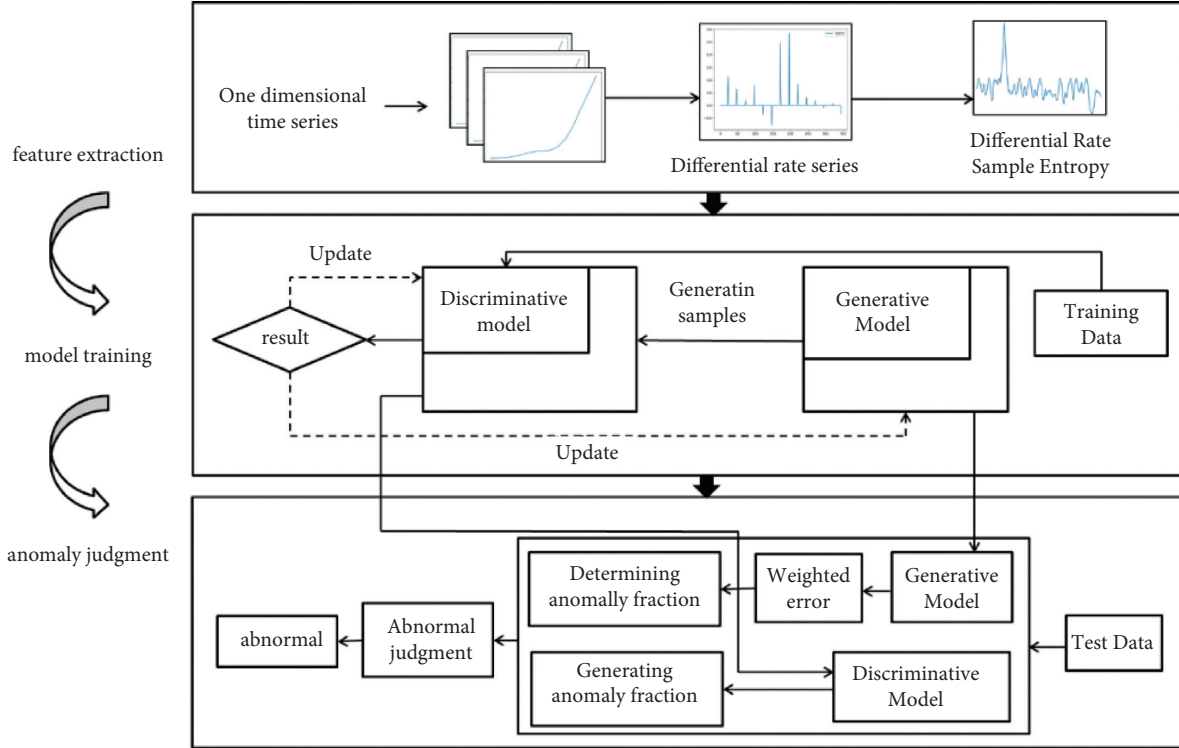 One dimensional
time series
Differential rate series
Differential Rate
Sample Entropy
feature extraction
Update
Discriminative
model
Generatin
samples
Generative
Model
Training
Data
result
model training
Update
anomaly judgment
Determining
anomally fraction
Weighted
error
Generative
Model
abnormal
Abnormal
judgment
Test Data
Generating
anomaly fraction
Discriminative
Model